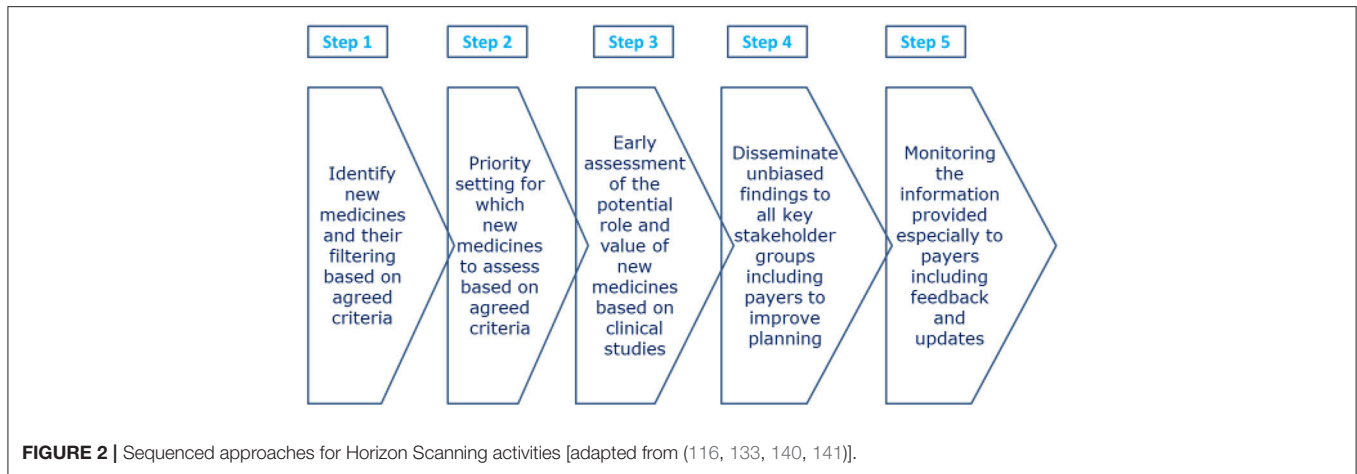 Step 1
Step 2
Step 3
Step 4
Step 5
Identify
new
medicines
and their
filtering
based on
agreed
criteria
Priority
setting for
which
new
medicines
to assess
based on
agreed
criteria
Early
assessment
of the
potential
role and
value of
new
medicines
based on
clinical
studies
Disseminate
unbiased
findings to
all key
stakeholder
groups
including
payers to
improve
planning
Monitoring
the
information
provided
especially to
payers
including
feedback
and
updates
FIGURE 2 | Sequenced approaches for Horizon Scanning activities [adapted from (116, 133, 140, 141)].